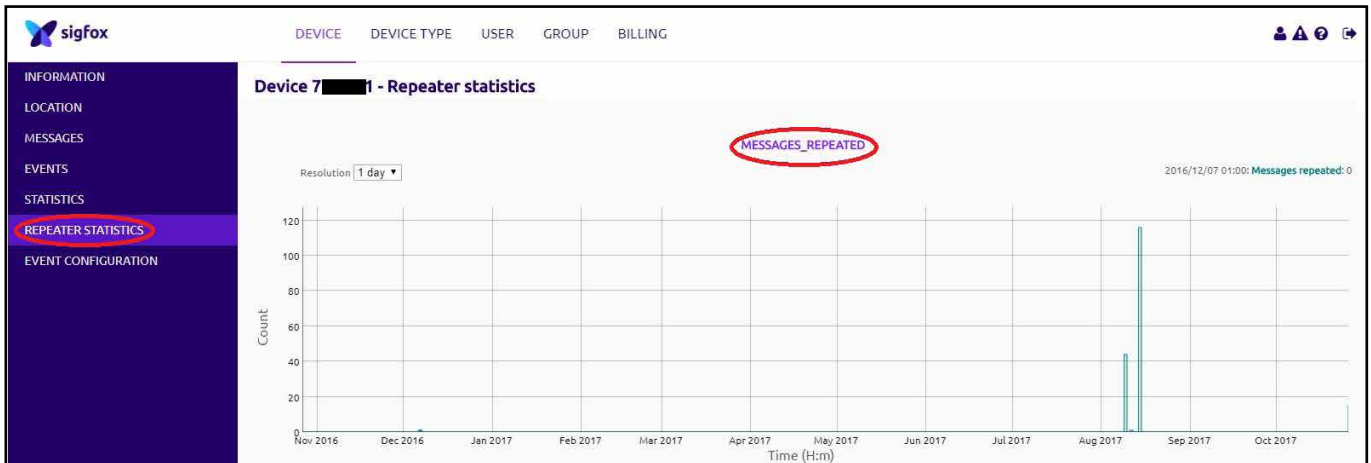 sigfox
DEVICE DEVICE TYPE USER GROUP BILLING
INFORMATION
LOCATION
MESSAGES
EVENTS
STATISTICS
REPEATER STATISTICS
EVENT CONFIGURATION
Device 7 1 - Repeater statistics
MESSAGES_REPEATED
Resolution 1 day
2016/12/07 01:00: Messages repeated: 0
120
100
80
60
40
20
0
Count
Nov 2016 Dec 2016 Jan 2017 Feb 2017 Mar 2017 Apr 2017 May 2017 Jun 2017 Jul 2017 Aug 2017 Sep 2017 Oct 2017
Time (H:m)